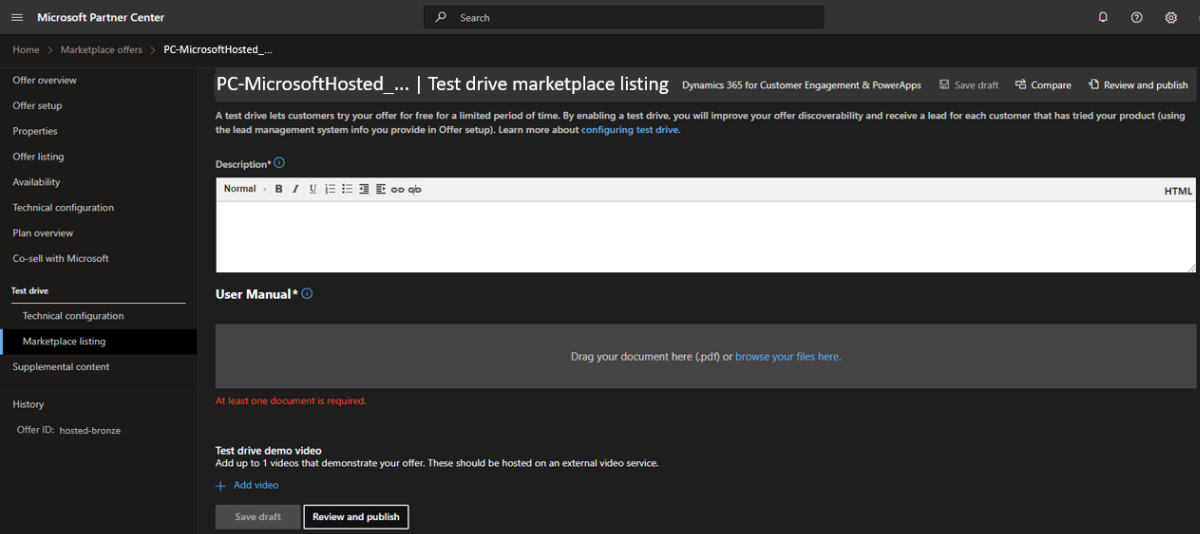 Microsoft Partner Center
Search
Home > Marketplace offers > PC-MicrosoftHosted_...
Offer overview
Offer setup
Properties
Offer listing
Availability
Technical configuration
Plan overview
Co-sell with Microsoft
Test drive
Technical configuration
Marketplace listing
Supplemental content
History
Offer ID: hosted-bronze
PC-MicrosoftHosted_... | Test drive marketplace listing
Dynamics 365 for Customer Engagement & PowerApps
Save draft
Compare
Review and publish
A test drive lets customers try your offer for free for a limited period of time. By enabling a test drive, you will improve your offer discoverability and receive a lead for each customer that has tried your product (using
the lead management system info you provide in Offer setup). Learn more about configuring test drive.
Description*
Normal B I U HTML
User Manual*
Drag your document here (.pdf) or browse your files here.
At least one document is required.
Test drive demo video
Add up to 1 videos that demonstrate your offer. These should be hosted on an external video service.
+ Add video
Save draft
Review and publish